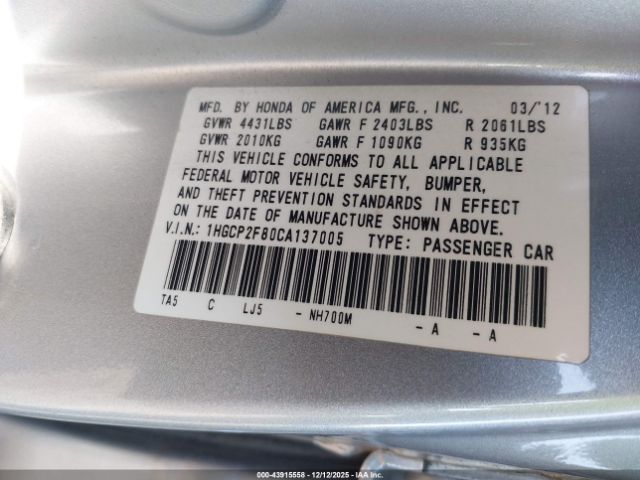 MFD. BY HONDA OF AMERICA MFG., INC. 03/'12
GVWR 4431LBS GAWR F 2403LBS R 2061LBS
GVWR 2010KG GAWR F 1090KG R 935KG
THIS VEHICLE CONFORMS TO ALL APPLICABLE
FEDERAL MOTOR VEHICLE SAFETY, BUMPER,
AND THEFT PREVENTION STANDARDS IN EFFECT
ON THE DATE OF MANUFACTURE SHOWN ABOVE.
V.I.N.: 1HGCP2F80CA137005 TYPE: PASSENGER CAR
TA5 C LJ5 - NH700M - A - A
000-43915558 - 12/12/2025 - IAA Inc.